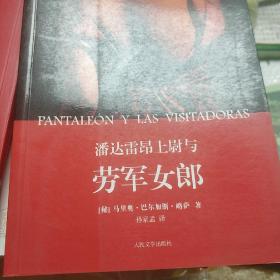 PANTALEÓN Y LAS VISITADORAS
潘达雷昂上尉与
劳军女郎
[秘] 马里奥·巴尔加斯·略萨 著
孙家孟 译
人民文学出版社